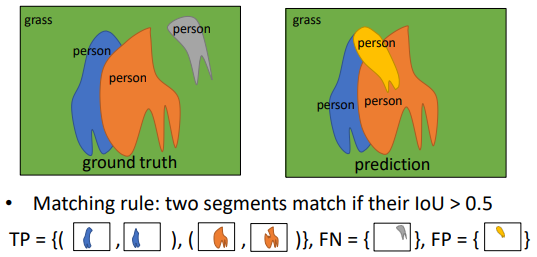 grass
person
person
person
ground truth
grass
person
person
person
prediction
• Matching rule: two segments match if their IoU > 0.5
TP = {( , ), ( , )}, FN = { }, FP = { }